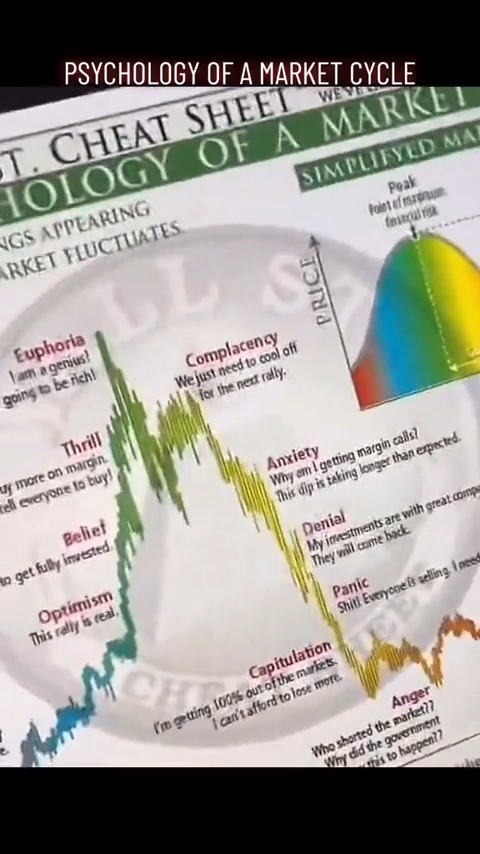 PSYCHOLOGY OF A MARKET CYCLE
ST. CHEAT SHEET
HOLOGY OF A MARKET
NGS APPEARING
ARKET FLUCTUATES
SIMPLIFYED MA
Peak
Point of maximum
financial risk
PRICE
Euphoria
I am a genius!
going to be rich!
Complacency
We just need to cool off
for the next rally.
Thrill
uy more on margin.
tell everyone to buy!
Anxiety
Why am I getting margin calls?
This dip is taking longer than expected.
Belief
to get fully invested.
Denial
My investments are with great compa
They will come back.
Optimism
This rally is real.
Panic
Shit! Everyone is selling. I need
Capitulation
I'm getting 100% out of the markets.
I can't afford to lose more.
Anger
Who shorted the market??
Why did the government
this to happen??